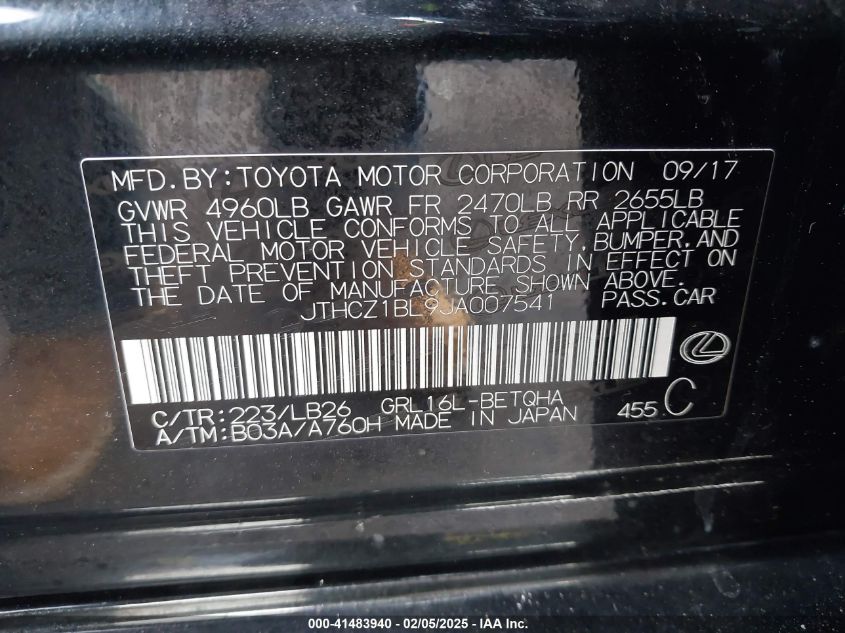 MFD.BY:TOYOTA MOTOR CORPORATION 09/17
GVWR 4960LB GAWR FR 2470LB RR 2655LB
THIS VEHICLE CONFORMS TO ALL APPLICABLE
FEDERAL MOTOR VEHICLE SAFETY,BUMPER,AND
THEFT PREVENTION STANDARDS IN EFFECT ON
THE DATE OF MANUFACTURE SHOWN ABOVE.
JTHCZ1BL9JA007541 PASS.CAR
C/TR:223/LB26 GRL16L-BETQHA
A/TM:B03A/A760H MADE IN JAPAN 455 C
000-41483940 - 02/05/2025 - IAA Inc.